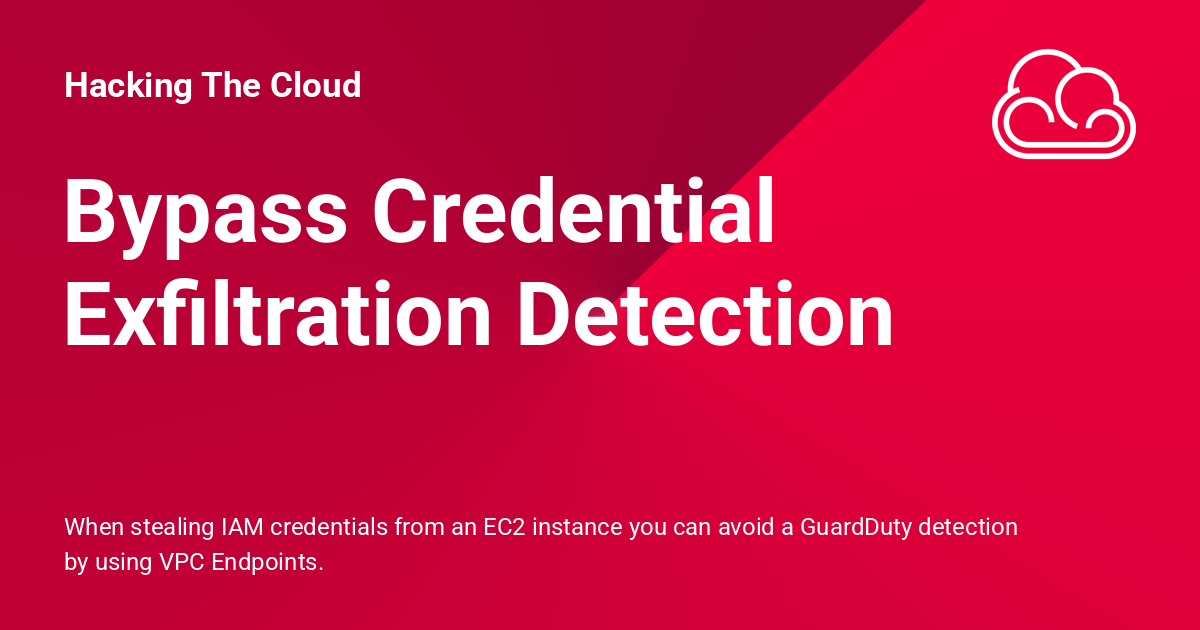 Hacking The Cloud
Bypass Credential
Exfiltration Detection
When stealing IAM credentials from an EC2 instance you can avoid a GuardDuty detection
by using VPC Endpoints.